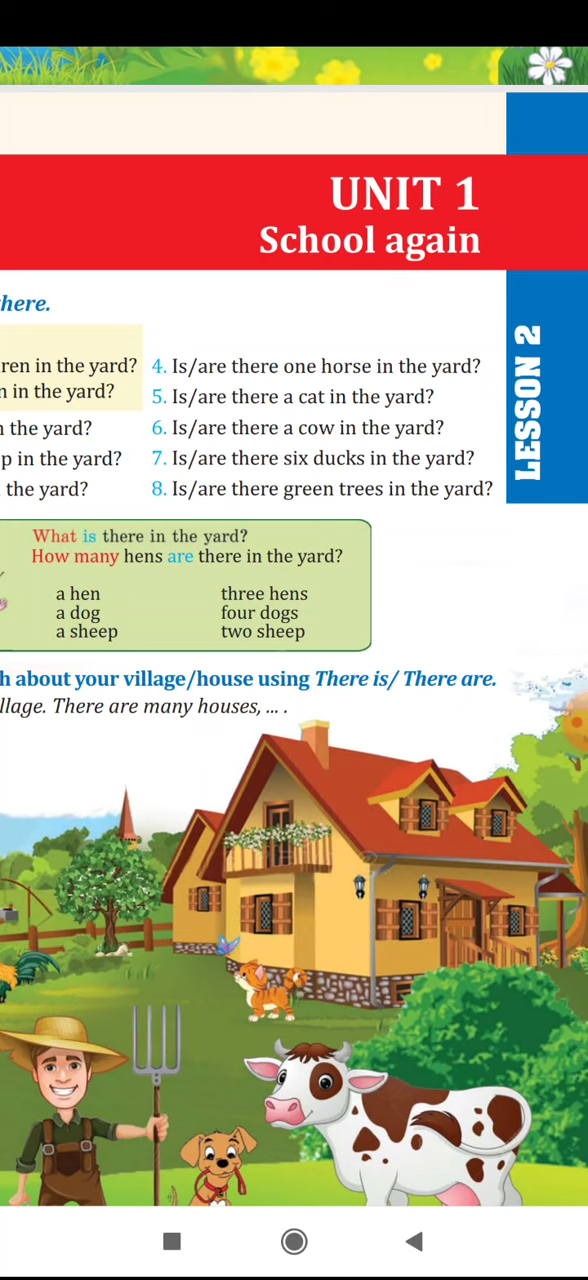 UNIT 1
School again
LESSON 2
there.
ren in the yard?
in the yard?
the yard?
p in the yard?
the yard?
4. Is/are there one horse in the yard?
5. Is/are there a cat in the yard?
6. Is/are there a cow in the yard?
7. Is/are there six ducks in the yard?
8. Is/are there green trees in the yard?
What is there in the yard?
How many hens are there in the yard?
a hen
a dog
a sheep
three hens
four dogs
two sheep
h about your village/house using There is/ There are.
llage. There are many houses, ... .